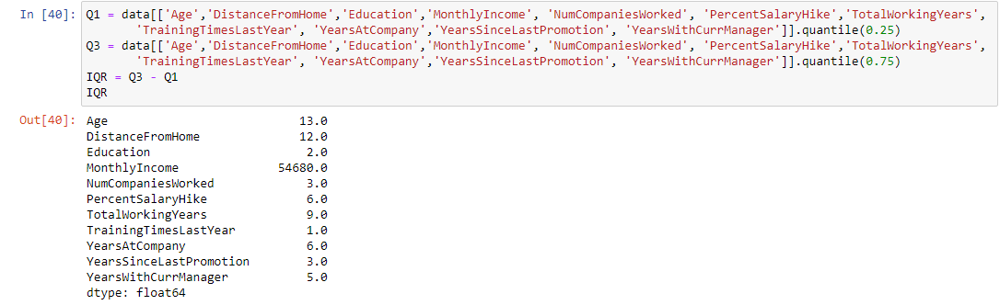 In [40]: Q1 = data[['Age','DistanceFromHome','Education','MonthlyIncome', 'NumCompaniesWorked', 'PercentSalaryHike','TotalWorkingYears',
'TrainingTimesLastYear', 'YearsAtCompany','YearsSinceLastPromotion', 'YearsWithCurrManager']].quantile(0.25)
Q3 = data[['Age','DistanceFromHome','Education','MonthlyIncome', 'NumCompaniesWorked', 'PercentSalaryHike','TotalWorkingYears',
'TrainingTimesLastYear', 'YearsAtCompany','YearsSinceLastPromotion', 'YearsWithCurrManager']].quantile(0.75)
IQR = Q3 - Q1
IQR
Out[40]: Age 13.0
DistanceFromHome 12.0
Education 2.0
MonthlyIncome 54680.0
NumCompaniesWorked 3.0
PercentSalaryHike 6.0
TotalWorkingYears 9.0
TrainingTimesLastYear 1.0
YearsAtCompany 6.0
YearsSinceLastPromotion 3.0
YearsWithCurrManager 5.0
dtype: float64